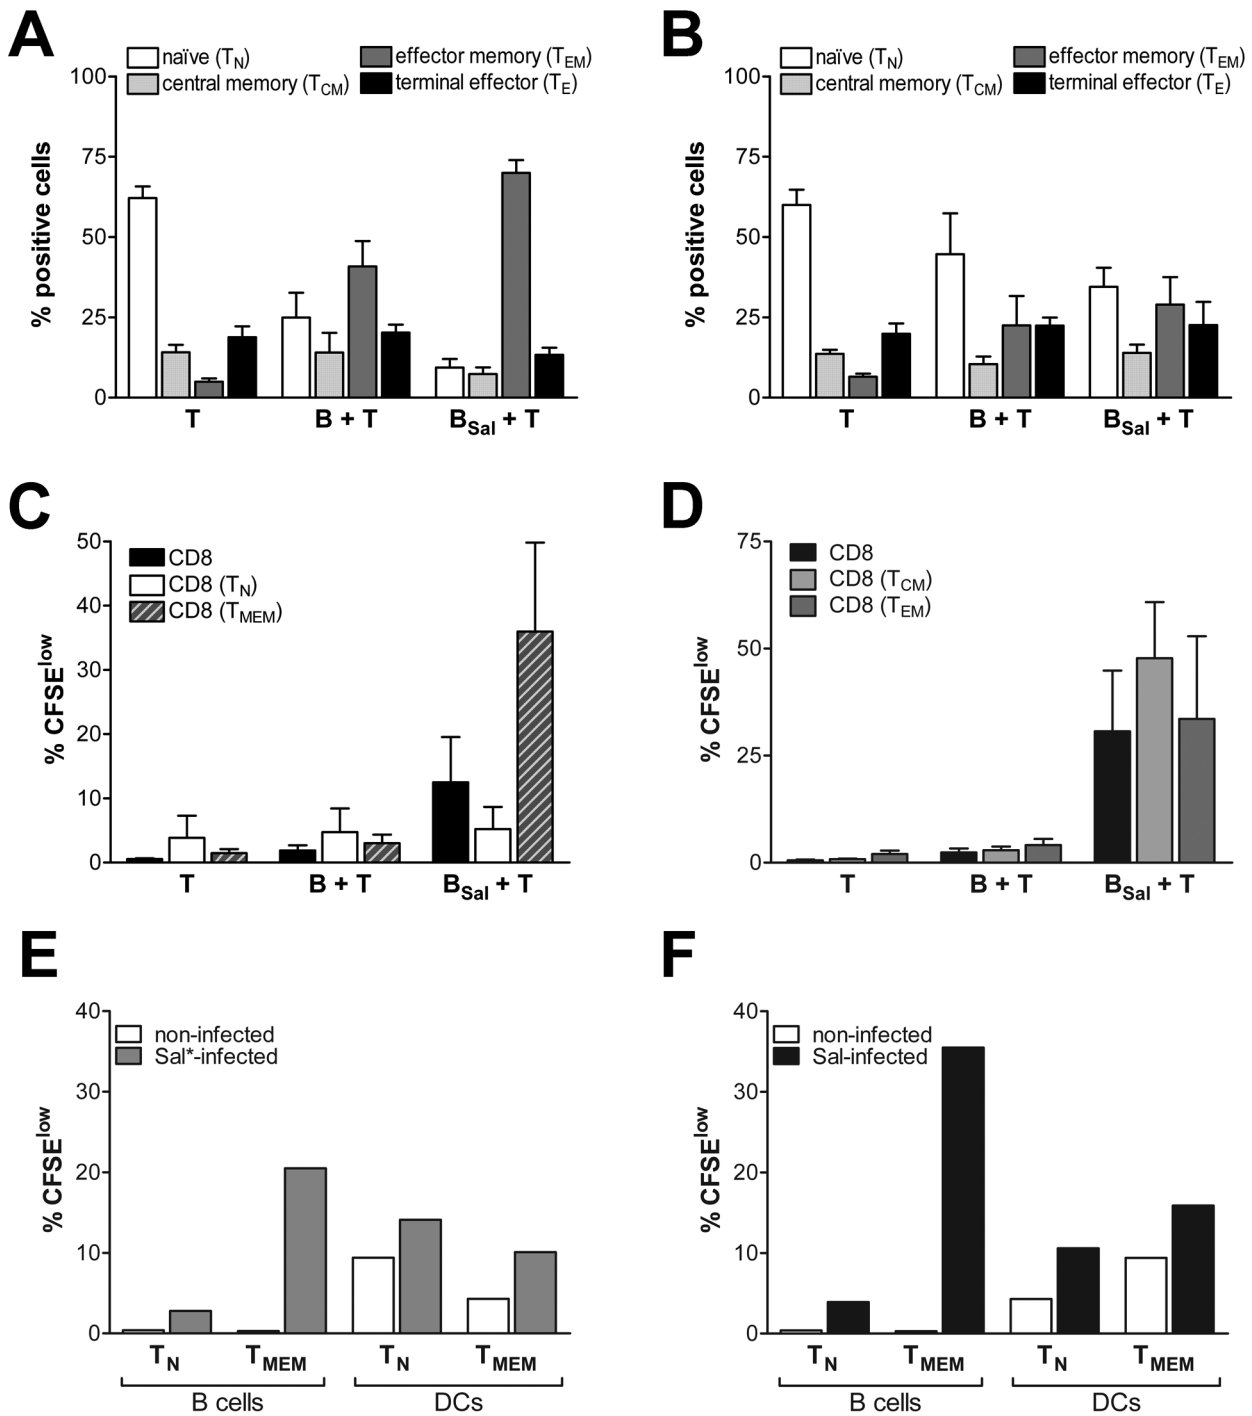 A
naïve (TN)
effector memory (TEM)
central memory (TCM)
terminal effector (TE)
% positive cells
100
75
50
25
0
T
B + T
BSal + T
B
naïve (TN)
effector memory (TEM)
central memory (TCM)
terminal effector (TE)
% positive cells
100
75
50
25
0
T
B + T
BSal + T
C
CD8
CD8 (TN)
CD8 (TMEM)
% CFSElow
50
40
30
20
10
0
T
B + T
BSal + T
D
CD8
CD8 (TCM)
CD8 (TEM)
% CFSElow
75
50
25
0
T
B + T
BSal + T
E
non-infected
Sal*-infected
% CFSElow
40
30
20
10
0
TN
TMEM
TN
TMEM
B cells
DCs
F
non-infected
Sal-infected
% CFSElow
40
30
20
10
0
TN
TMEM
TN
TMEM
B cells
DCs